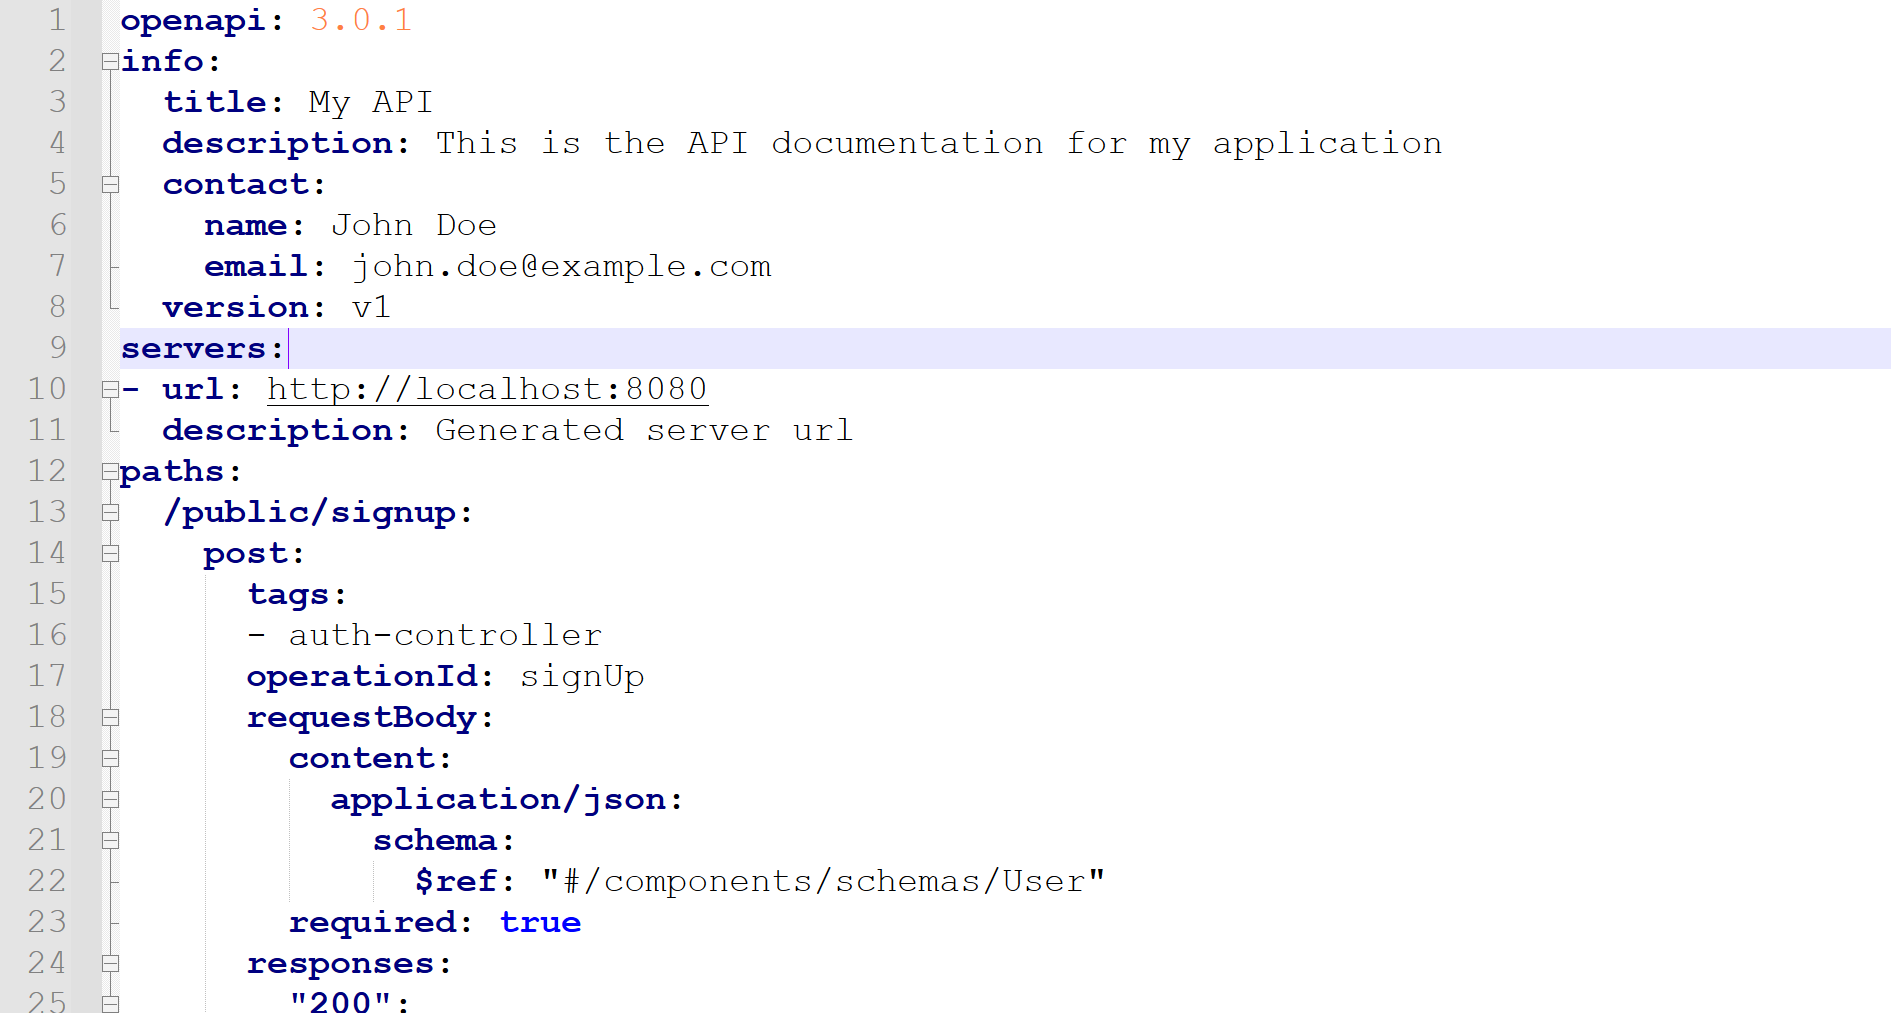 1 openapi: 3.0.1
2 info:
3   title: My API
4   description: This is the API documentation for my application
5   contact:
6     name: John Doe
7     email: john.doe@example.com
8   version: v1
9 servers:
10 - url: http://localhost:8080
11   description: Generated server url
12 paths:
13   /public/signup:
14     post:
15       tags:
16       - auth-controller
17       operationId: signUp
18       requestBody:
19         content:
20           application/json:
21             schema:
22               $ref: "#/components/schemas/User"
23         required: true
24       responses:
25         "200":